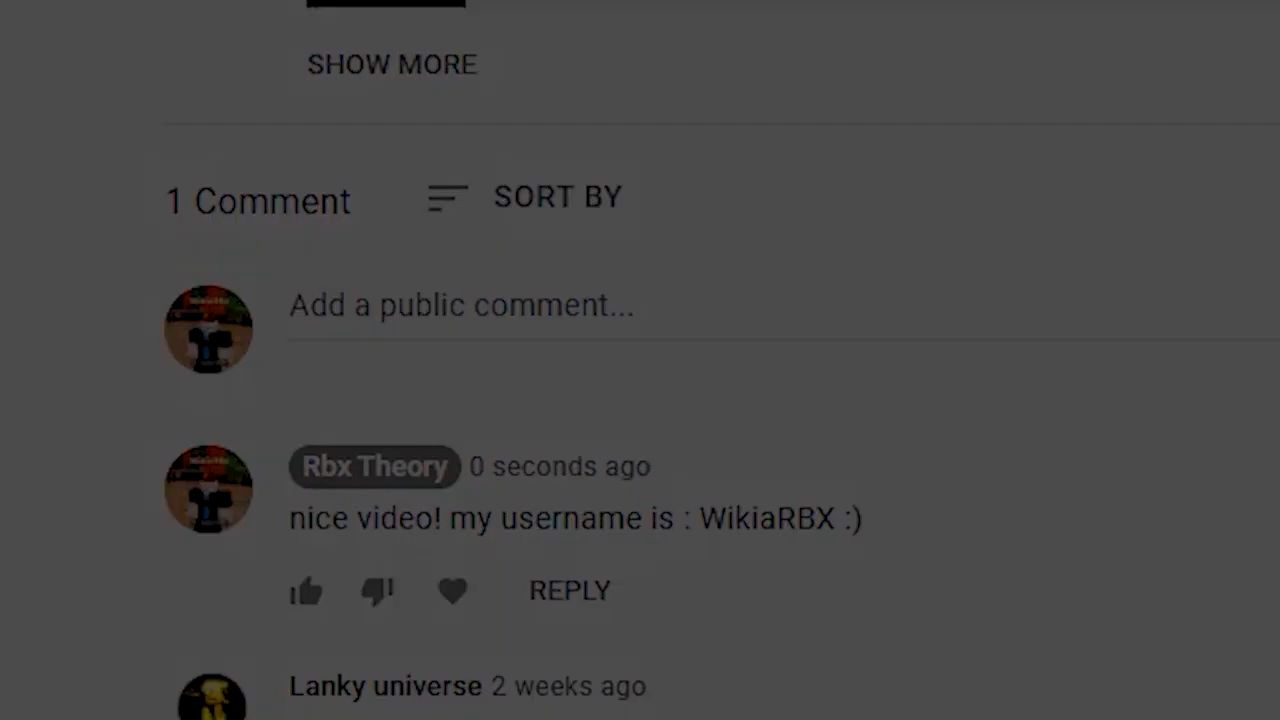 SHOW MORE
1 Comment
SORT BY
Add a public comment...
Rbx Theory 0 seconds ago
nice video! my username is : WikiaRBX :)
REPLY
Lanky universe 2 weeks ago